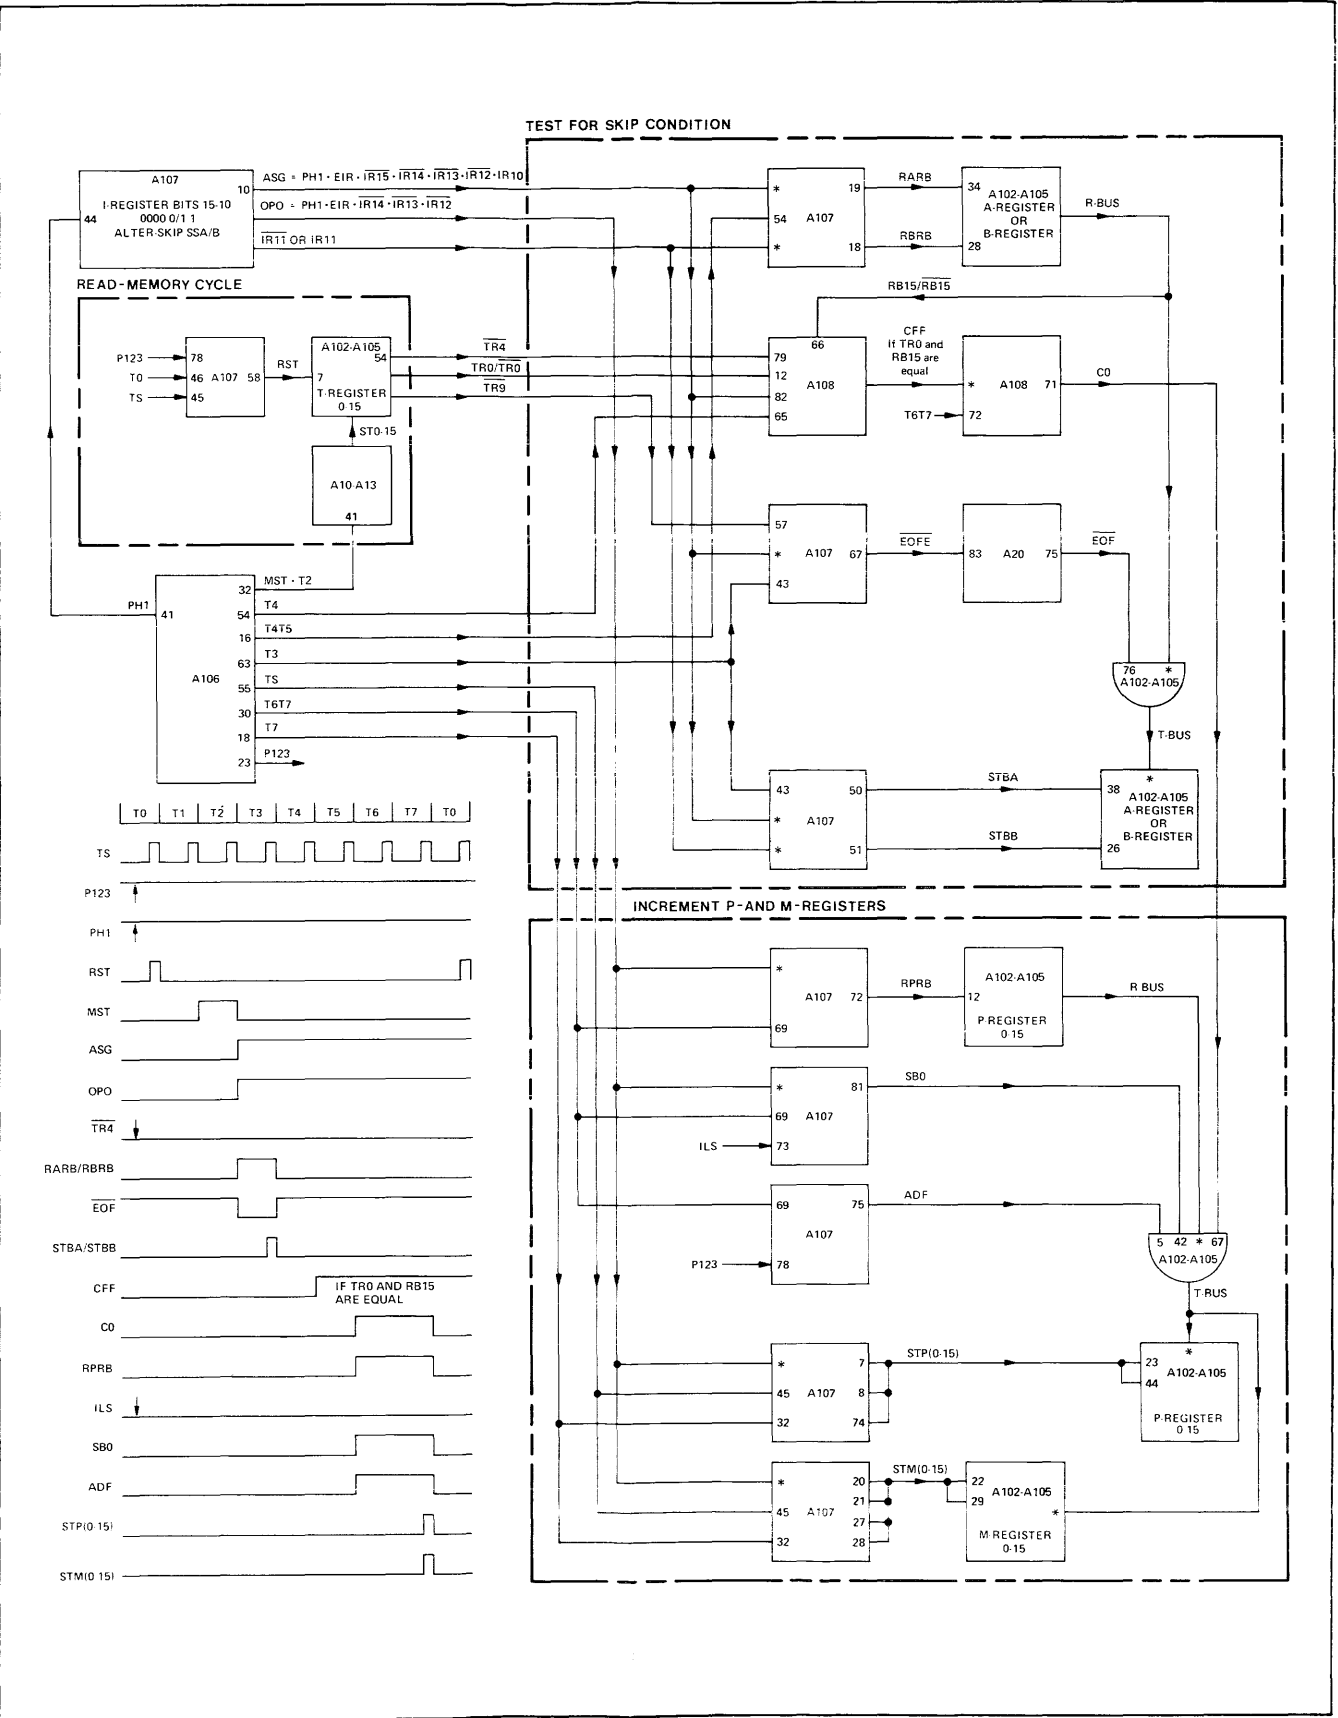 TEST FOR SKIP CONDITION
A107
10
I-REGISTER BITS 15-10
0000 0/1 1
ALTER-SKIP SSA/B
44
ASG = PH1·EIR·IR15·IR14·IR13·IR12·IR10
OPO = PH1·EIR·IR14·IR13·IR12
IR11 OR IR11
*
54
*
A107
19
18
RARB
RBRB
34
28
A102-A105
A-REGISTER
OR
B-REGISTER
R-BUS
READ-MEMORY CYCLE
P123
T0
TS
78
46
45
A107
58
RST
A102-A105
54
7
T-REGISTER
0-15
ST0-15
A10-A13
41
TR4
TR0/TR0
TR9
RB15/RB15
66
79
12
82
65
A108
CFF
If TR0 and
RB15 are
equal
T6T7
*
72
A108
71
C0
57
*
43
A107
67
EOFE
83
A20
75
EOF
76
*
A102-A105
T-BUS
PH1
41
A106
32
54
16
63
55
30
18
23
MST · T2
T4
T4T5
T3
TS
T6T7
T7
P123
43
*
*
A107
50
51
STBA
STBB
*
38
26
A102-A105
A-REGISTER
OR
B-REGISTER
T0 T1 T2 T3 T4 T5 T6 T7 T0
TS
P123
PH1
RST
MST
ASG
OPO
TR4
RARB/RBRB
EOF
STBA/STBB
CFF
IF TR0 AND RB15
ARE EQUAL
C0
RPRB
ILS
SB0
ADF
STP(0-15)
STM(0-15)
INCREMENT P-AND M-REGISTERS
*
69
A107
72
RPRB
12
A102-A105
P-REGISTER
0-15
R BUS
*
69
73
A107
81
ILS
SB0
69
78
A107
75
P123
ADF
5 42 * 67
A102-A105
T-BUS
*
45
32
A107
7
8
74
STP(0-15)
*
23
44
A102-A105
P-REGISTER
0-15
*
45
32
A107
20
21
27
28
STM(0-15)
22
29
A102-A105
*
M-REGISTER
0-15